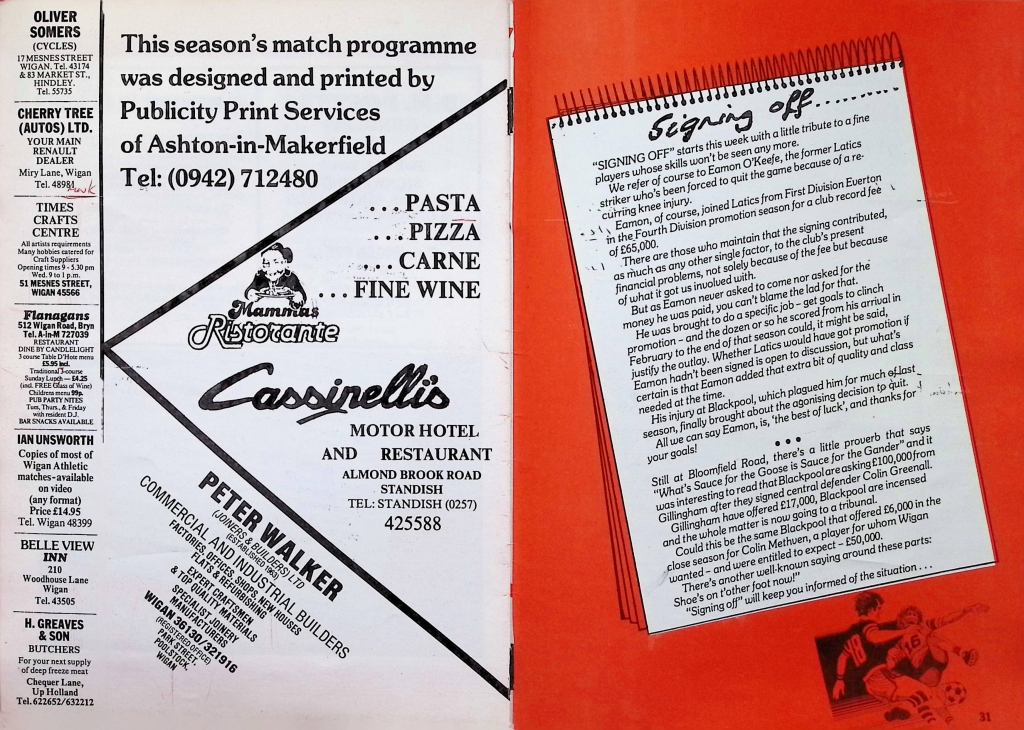 OLIVER
SOMERS
(CYCLES)
17 MESNES STREET
WIGAN. Tel. 43174
& 83 MARKET ST.,
HINDLEY.
Tel. 55735
CHERRY TREE
(AUTOS) LTD.
YOUR MAIN
RENAULT
DEALER
Miry Lane, Wigan
Tel. 48981
TIMES
CRAFTS
CENTRE
All artists requirements
Many hobbies catered for
Craft Suppliers
Opening times 9 - 5.30 pm
Wed. 9 to 1 p.m.
51 MESNES STREET,
WIGAN 45566
Flanagans
512 Wigan Road, Bryn
Tel. A-in-M 727039
RESTAURANT
DINE BY CANDLELIGHT
3 course Table D'Hote menu
£5.95 incl.
Traditional 3-course
Sunday Lunch — £4.25
(incl. FREE Glass of Wine)
Childrens menu 99p.
PUB PARTY NITES
Tues, Thurs., & Friday
with resident D.J.
BAR SNACKS AVAILABLE
IAN UNSWORTH
Copies of most of
Wigan Athletic
matches-available
on video
(any format)
Price £14.95
Tel. Wigan 48399
BELLE VIEW
INN
210
Woodhouse Lane
Wigan
Tel. 43505
H. GREAVES
& SON
BUTCHERS
For your next supply
of deep freeze meat
Chequer Lane,
Up Holland
Tel. 622652/632212
This season's match programme
was designed and printed by
Publicity Print Services
of Ashton-in-Makerfield
Tel: (0942) 712480
...PASTA
...PIZZA
... CARNE
... FINE WINE
Mammas
Ristorante
Cassinelli's
MOTOR HOTEL
AND RESTAURANT
ALMOND BROOK ROAD
STANDISH
TEL: STANDISH (0257)
425588
PETER WALKER
(JOINERS & BUILDERS) LTD
(ESTABLISHED 1963)
COMMERCIAL AND INDUSTRIAL BUILDERS
FACTORIES, OFFICES, SHOPS, NEW HOUSES
FLATS & REFURBISHING
EXPERT CRAFTSMEN
& TOP QUALITY MATERIALS
SPECIALIST JOINERY
MANUFACTURERS
WIGAN 36130/321916
(REGISTERED OFFICE)
PARK STREET,
POOLSTOCK,
WIGAN
Signing off..........
"SIGNING OFF" starts this week with a little tribute to a fine
players whose skills won't be seen any more.
We refer of course to Eamon O'Keefe, the former Latics
striker who's been forced to quit the game because of a re-
curring knee injury.
Eamon, of course, joined Latics from First Division Everton
in the Fourth Division promotion season for a club record fee
of £65,000.
There are those who maintain that the signing contributed,
as much as any other single factor, to the club's present
financial problems, not solely because of the fee but because
of what it got us involved with.
But as Eamon never asked to come nor asked for the
money he was paid, you can't blame the lad for that.
He was brought to do a specific job – get goals to clinch
promotion – and the dozen or so he scored from his arrival in
February to the end of that season could, it might be said,
justify the outlay. Whether Latics would have got promotion if
Eamon hadn't been signed is open to discussion, but what's
certain is that Eamon added that extra bit of quality and class
needed at the time.
His injury at Blackpool, which plagued him for much of last
season, finally brought about the agonising decision to quit.
All we can say Eamon, is, 'the best of luck', and thanks for
your goals!
• • •
Still at Bloomfield Road, there's a little proverb that says
"What's Sauce for the Goose is Sauce for the Gander" and it
was interesting to read that Blackpool are asking £100,000 from
Gillingham after they signed central defender Colin Greenall.
Gillingham have offered £17,000, Blackpool are incensed
and the whole matter is now going to a tribunal.
Could this be the same Blackpool that offered £6,000 in the
close season for Colin Methven, a player for whom Wigan
wanted – and were entitled to expect – £50,000.
There's another well-known saying around these parts:
Shoe's on t'other foot now!"
"Signing off" will keep you informed of the situation . . .
16
31